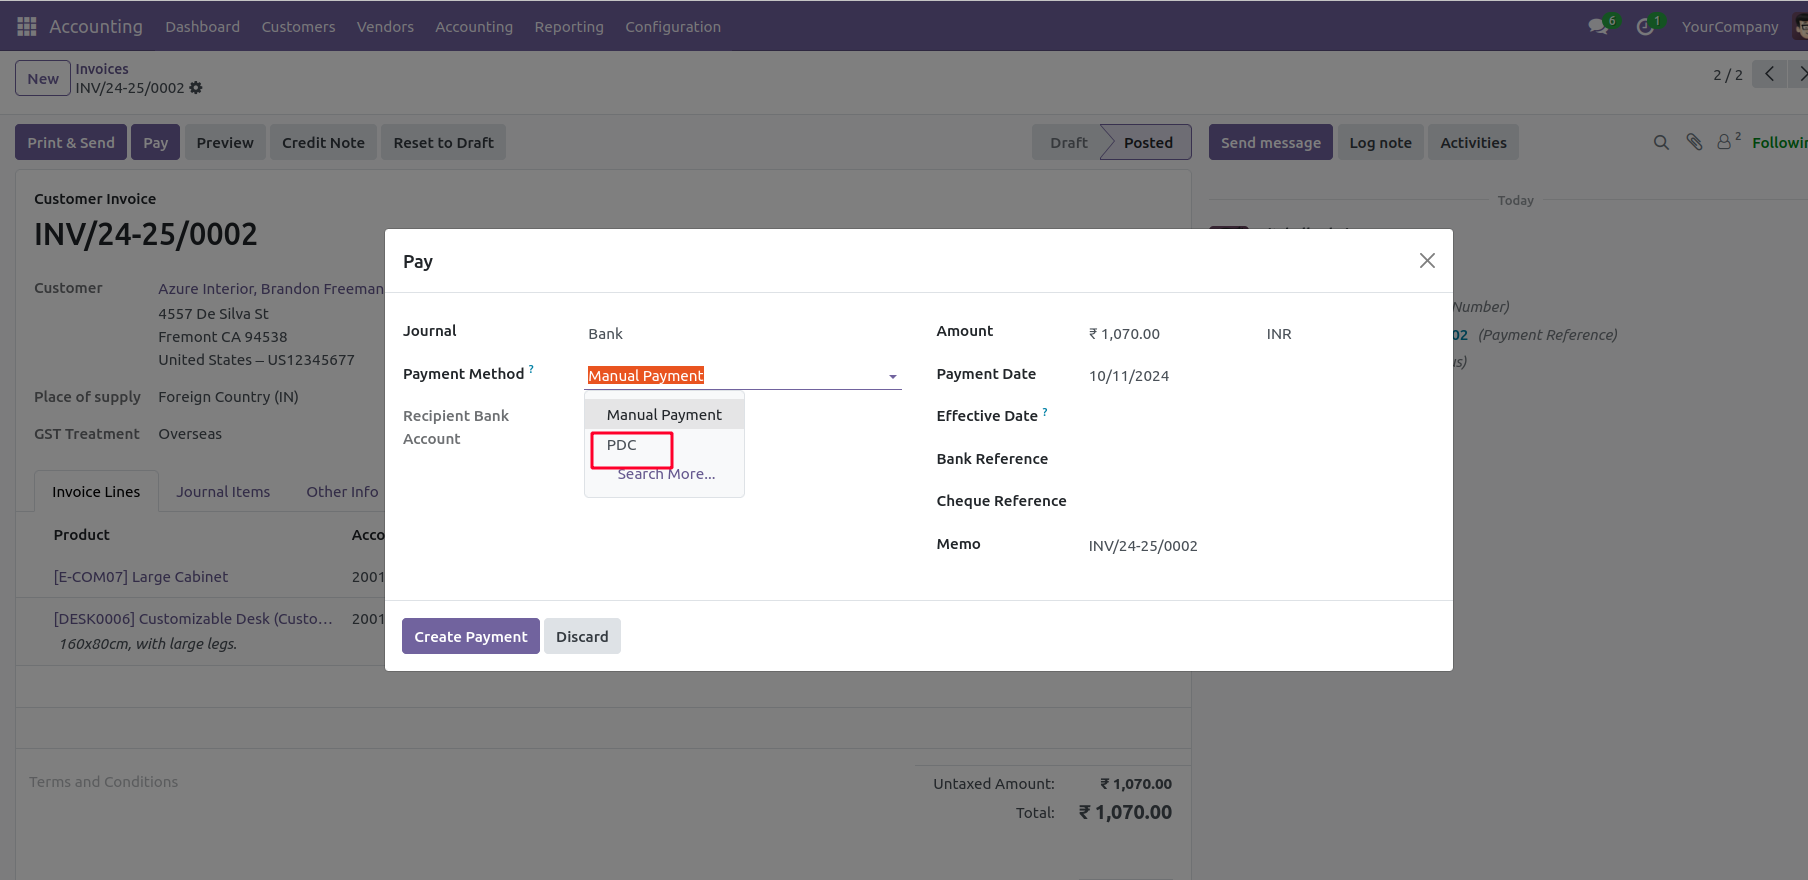 Accounting Dashboard Customers Vendors Accounting Reporting Configuration 6 1 YourCompany
New Invoices
INV/24-25/0002
2 / 2
Print & Send Pay Preview Credit Note Reset to Draft Draft Posted Send message Log note Activities 2
Today
Customer Invoice
INV/24-25/0002
Customer Azure Interior, Brandon Freeman
4557 De Silva St
Fremont CA 94538
United States – US12345677
Place of supply Foreign Country (IN)
GST Treatment Overseas
Invoice Lines Journal Items Other Info
Product
[E-COM07] Large Cabinet
[DESK0006] Customizable Desk (Custo...
160x80cm, with large legs.
Terms and Conditions
Untaxed Amount: ₹ 1,070.00
Total: ₹ 1,070.00
Pay
Journal Bank
Payment Method ? Manual Payment
Manual Payment
PDC
Search More...
Recipient Bank
Account
Amount ₹ 1,070.00 INR
Payment Date 10/11/2024
Effective Date ?
Bank Reference
Cheque Reference
Memo INV/24-25/0002
Create Payment Discard
Number)
02 (Payment Reference)